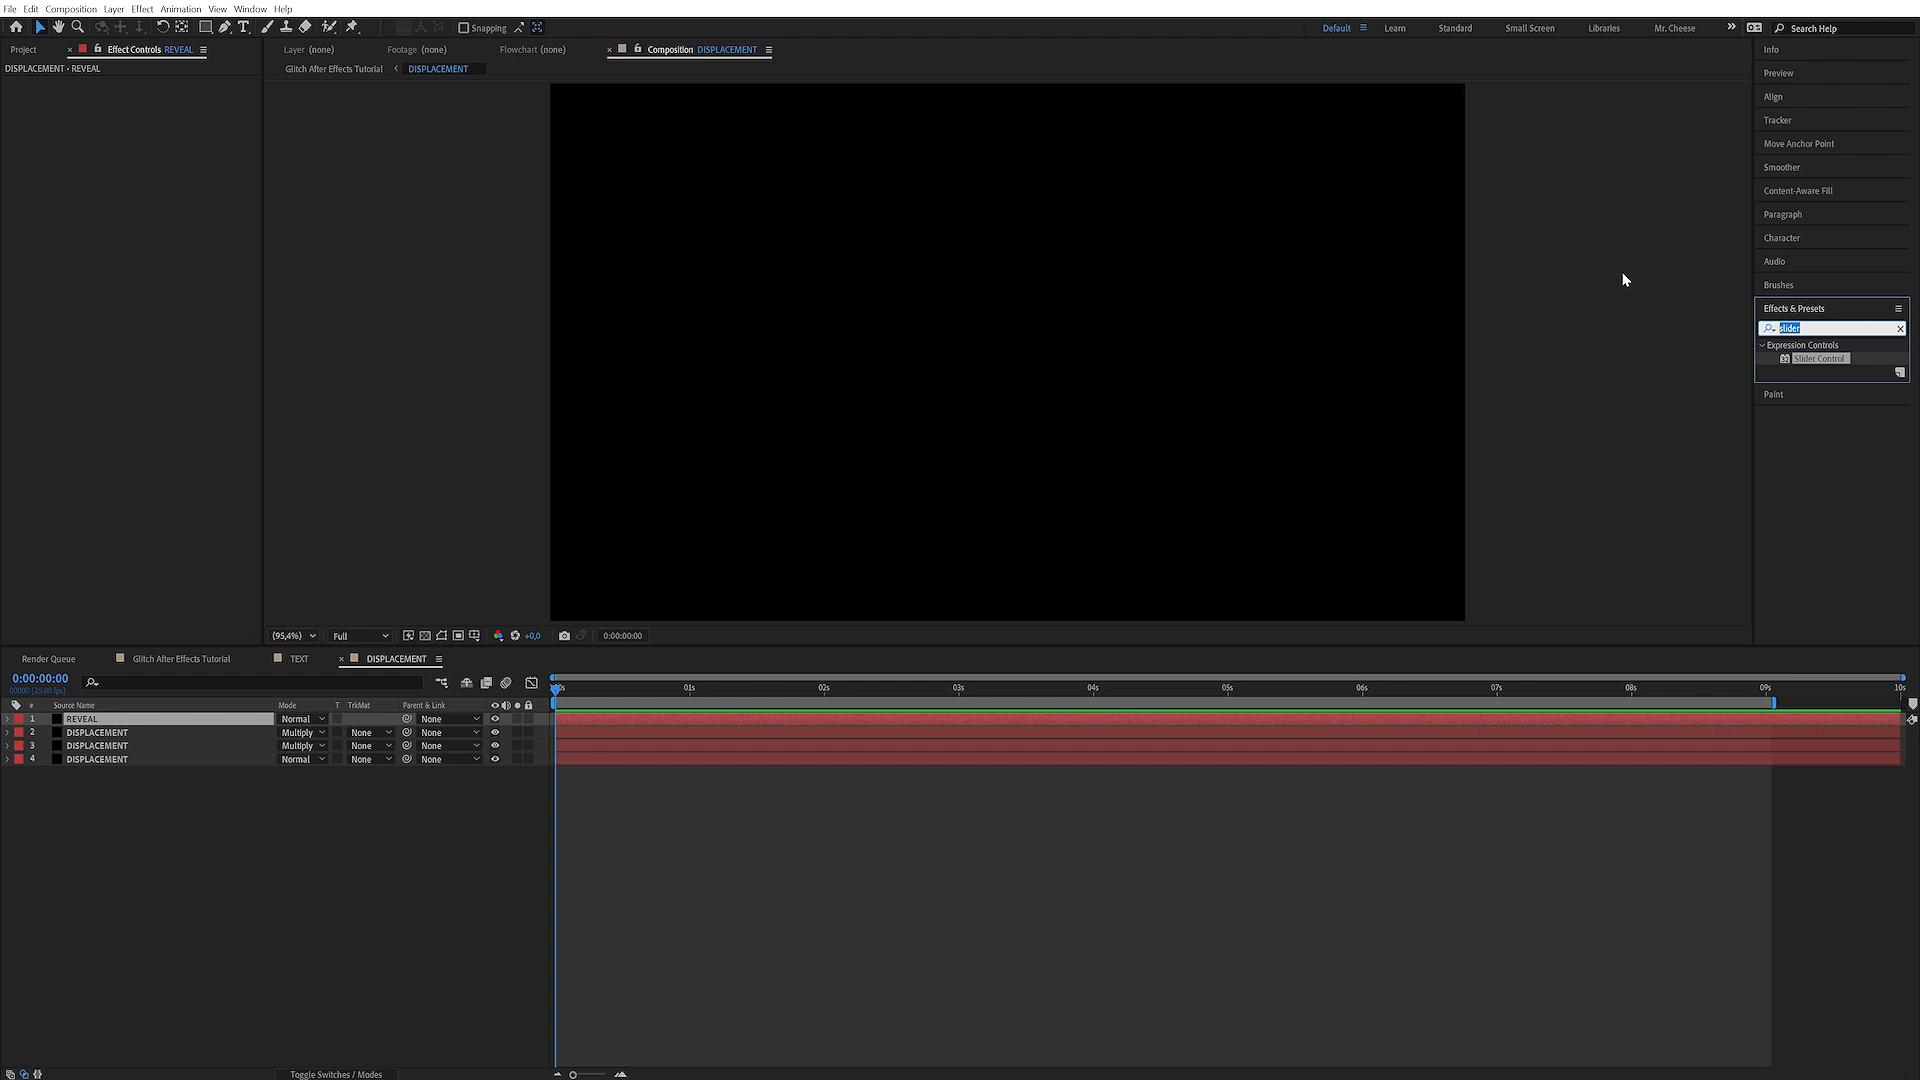 File Edit Composition Layer Effect Animation View Window Help
Snapping
Default Learn Standard Small Screen Libraries Mr. Cheese Search Help
Project Effect Controls REVEAL
DISPLACEMENT • REVEAL
Layer (none) Footage (none) Flowchart (none) Composition DISPLACEMENT
Glitch After Effects Tutorial DISPLACEMENT
Info
Preview
Align
Tracker
Move Anchor Point
Smoother
Content-Aware Fill
Paragraph
Character
Audio
Brushes
Effects & Presets
slider
Expression Controls
Slider Control
Paint
(95,4%) Full +0,0 0:00:00:00
Render Queue Glitch After Effects Tutorial TEXT DISPLACEMENT
0:00:00:00
00000 (25.00 fps)
01s 02s 03s 04s 05s 06s 07s 08s 09s 10s
# Source Name Mode T TrkMat Parent & Link
1 REVEAL Normal None
2 DISPLACEMENT Multiply None None
3 DISPLACEMENT Multiply None None
4 DISPLACEMENT Normal None None
Toggle Switches / Modes